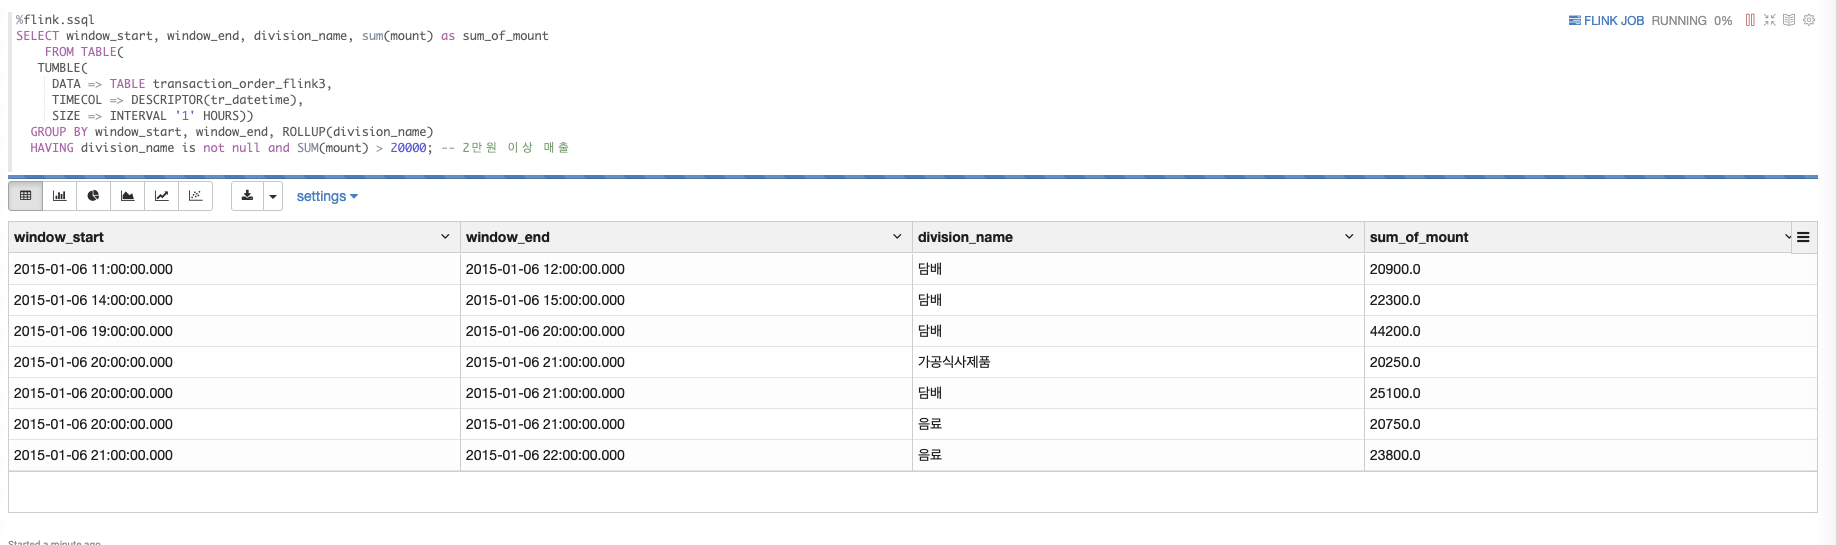 %flink.ssql
FLINK JOB RUNNING 0%
SELECT window_start, window_end, division_name, sum(mount) as sum_of_mount
FROM TABLE(
TUMBLE(
DATA => TABLE transaction_order_flink3,
TIMECOL => DESCRIPTOR(tr_datetime),
SIZE => INTERVAL '1' HOURS))
GROUP BY window_start, window_end, ROLLUP(division_name)
HAVING division_name is not null and SUM(mount) > 20000; -- 2만원 이상 매출
settings
window_start window_end division_name sum_of_mount
2015-01-06 11:00:00.000 2015-01-06 12:00:00.000 담배 20900.0
2015-01-06 14:00:00.000 2015-01-06 15:00:00.000 담배 22300.0
2015-01-06 19:00:00.000 2015-01-06 20:00:00.000 담배 44200.0
2015-01-06 20:00:00.000 2015-01-06 21:00:00.000 가공식사제품 20250.0
2015-01-06 20:00:00.000 2015-01-06 21:00:00.000 담배 25100.0
2015-01-06 20:00:00.000 2015-01-06 21:00:00.000 음료 20750.0
2015-01-06 21:00:00.000 2015-01-06 22:00:00.000 음료 23800.0
Started a minute ago